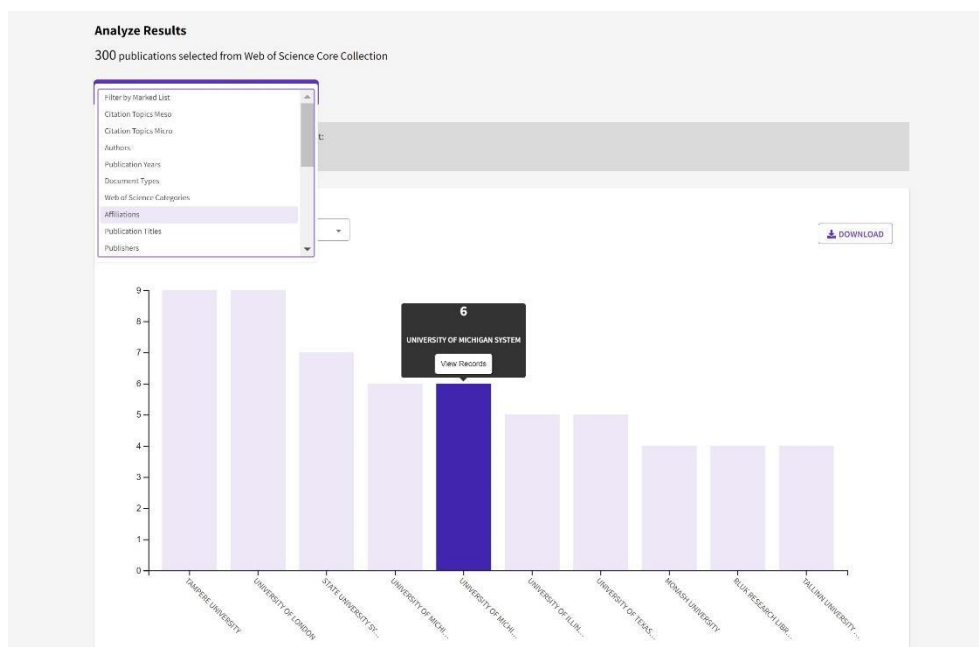 Analyze Results
300 publications selected from Web of Science Core Collection
Filter by Marked List
Citation Topics Meso
Citation Topics Micro
Authors
Publication Years
Document Types
Web of Science Categories
Affiliations
Publication Titles
Publishers
t:
DOWNLOAD
9
8
7
6
5
4
3
2
1
0
6
UNIVERSITY OF MICHIGAN SYSTEM
View Records
TAMPERE UNIVERSITY
UNIVERSITY OF LONDON
STATE UNIVERSITY SY...
UNIVERSITY OF MICHI...
UNIVERSITY OF MICHI...
UNIVERSITY OF ILLIN...
UNIVERSITY OF TEXAS...
MONASH UNIVERSITY
RLUK RESEARCH LIBR...
TALLINN UNIVERSITY...